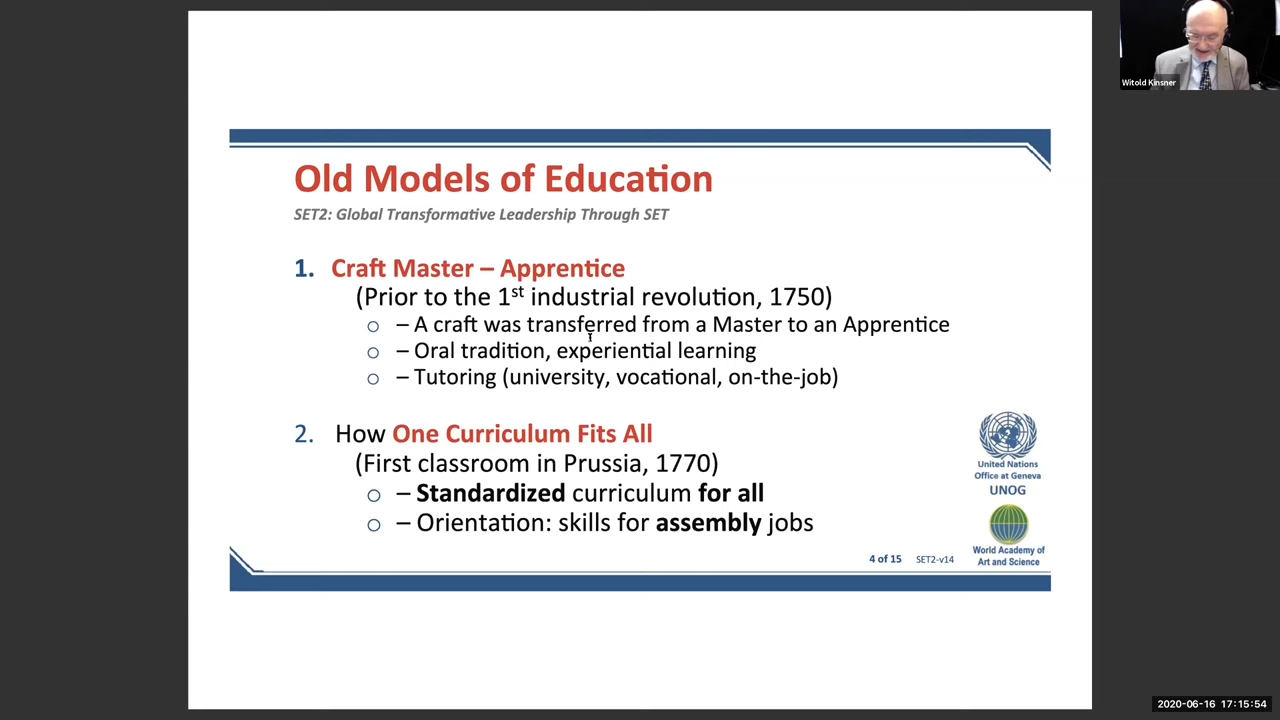 Witold Kinsner
Old Models of Education
SET2: Global Transformative Leadership Through SET
1. Craft Master – Apprentice
(Prior to the 1st industrial revolution, 1750)
o – A craft was transferred from a Master to an Apprentice
o – Oral tradition, experiential learning
o – Tutoring (university, vocational, on-the-job)
2. How One Curriculum Fits All
(First classroom in Prussia, 1770)
o – Standardized curriculum for all
o – Orientation: skills for assembly jobs
United Nations
Office at Geneva
UNOG
World Academy of
Art and Science
4 of 15 SET2-v14
2020-06-16 17:15:54